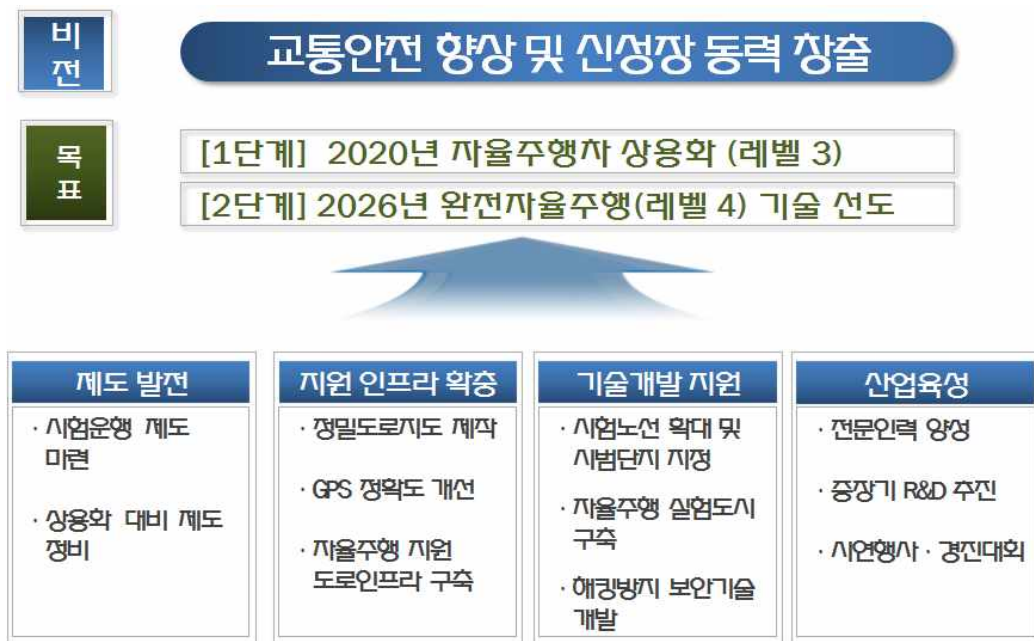 비
전
교통안전 향상 및 신성장 동력 창출
목
표
[1단계] 2020년 자율주행차 상용화 (레벨 3)
[2단계] 2026년 완전자율주행(레벨 4) 기술 선도
제도 발전
· 시험운행 제도
마련
· 상용화 대비 제도
정비
지원 인프라 확충
· 정밀도로지도 제작
· GPS 정확도 개선
· 자율주행 지원
도로인프라 구축
기술개발 지원
· 시험노선 확대 및
시범단지 지정
· 자율주행 실험도시
구축
· 해킹방지 보안기술
개발
산업육성
· 전문인력 양성
· 중장기 R&D 추진
· 시연행사 · 경진대회